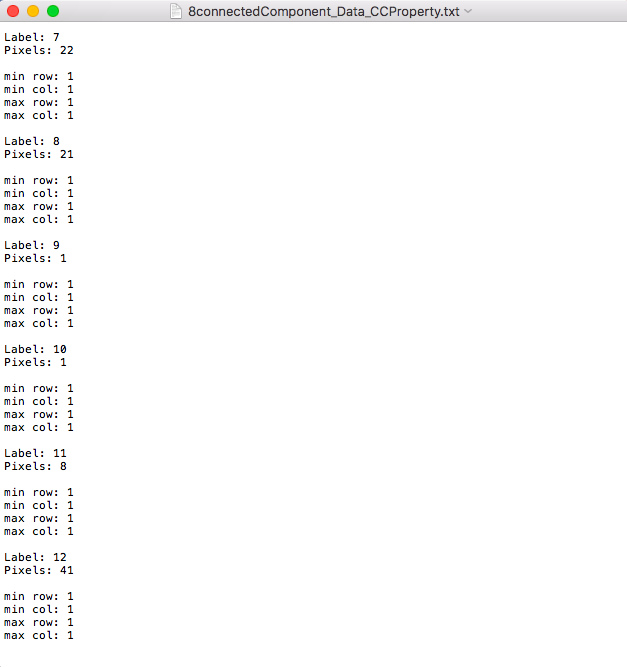 8connectedComponent_Data_CCProperty.txt
Label: 7
Pixels: 22
min row: 1
min col: 1
max row: 1
max col: 1
Label: 8
Pixels: 21
min row: 1
min col: 1
max row: 1
max col: 1
Label: 9
Pixels: 1
min row: 1
min col: 1
max row: 1
max col: 1
Label: 10
Pixels: 1
min row: 1
min col: 1
max row: 1
max col: 1
Label: 11
Pixels: 8
min row: 1
min col: 1
max row: 1
max col: 1
Label: 12
Pixels: 41
min row: 1
min col: 1
max row: 1
max col: 1